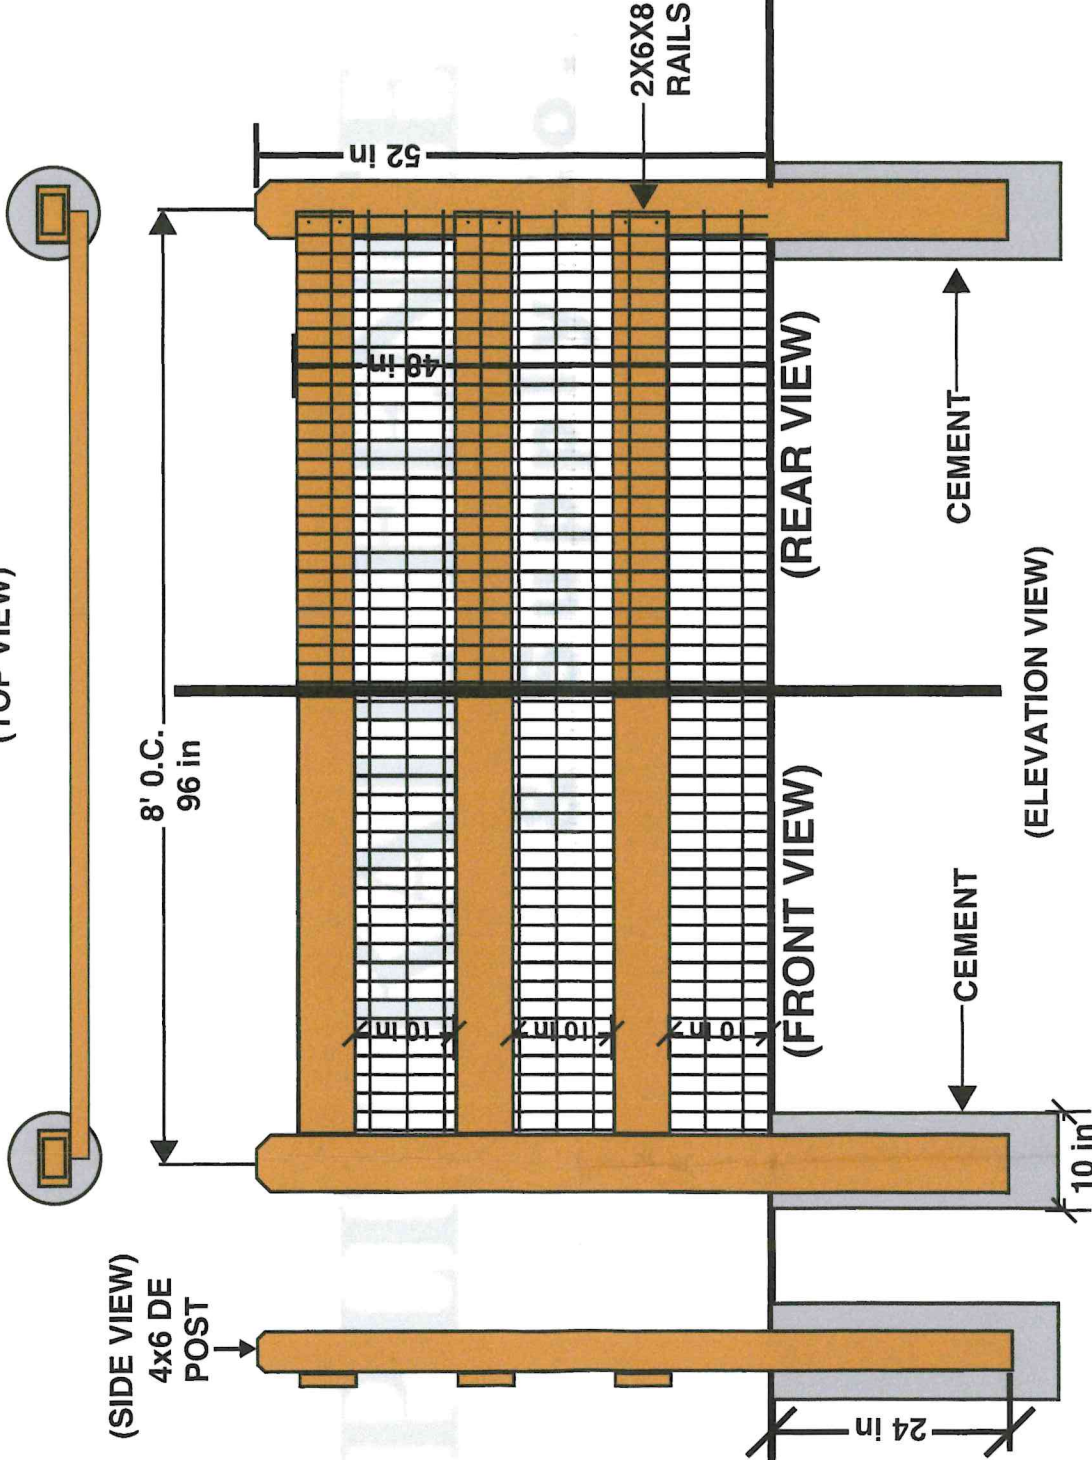 (TOP VIEW)
8' O.C.
96 in
(SIDE VIEW)
4x6 DE
POST
52 in
2X6X8
RAILS
48 in
10 in
10 in
10 in
(FRONT VIEW)
(REAR VIEW)
CEMENT
CEMENT
24 in
10 in
(ELEVATION VIEW)